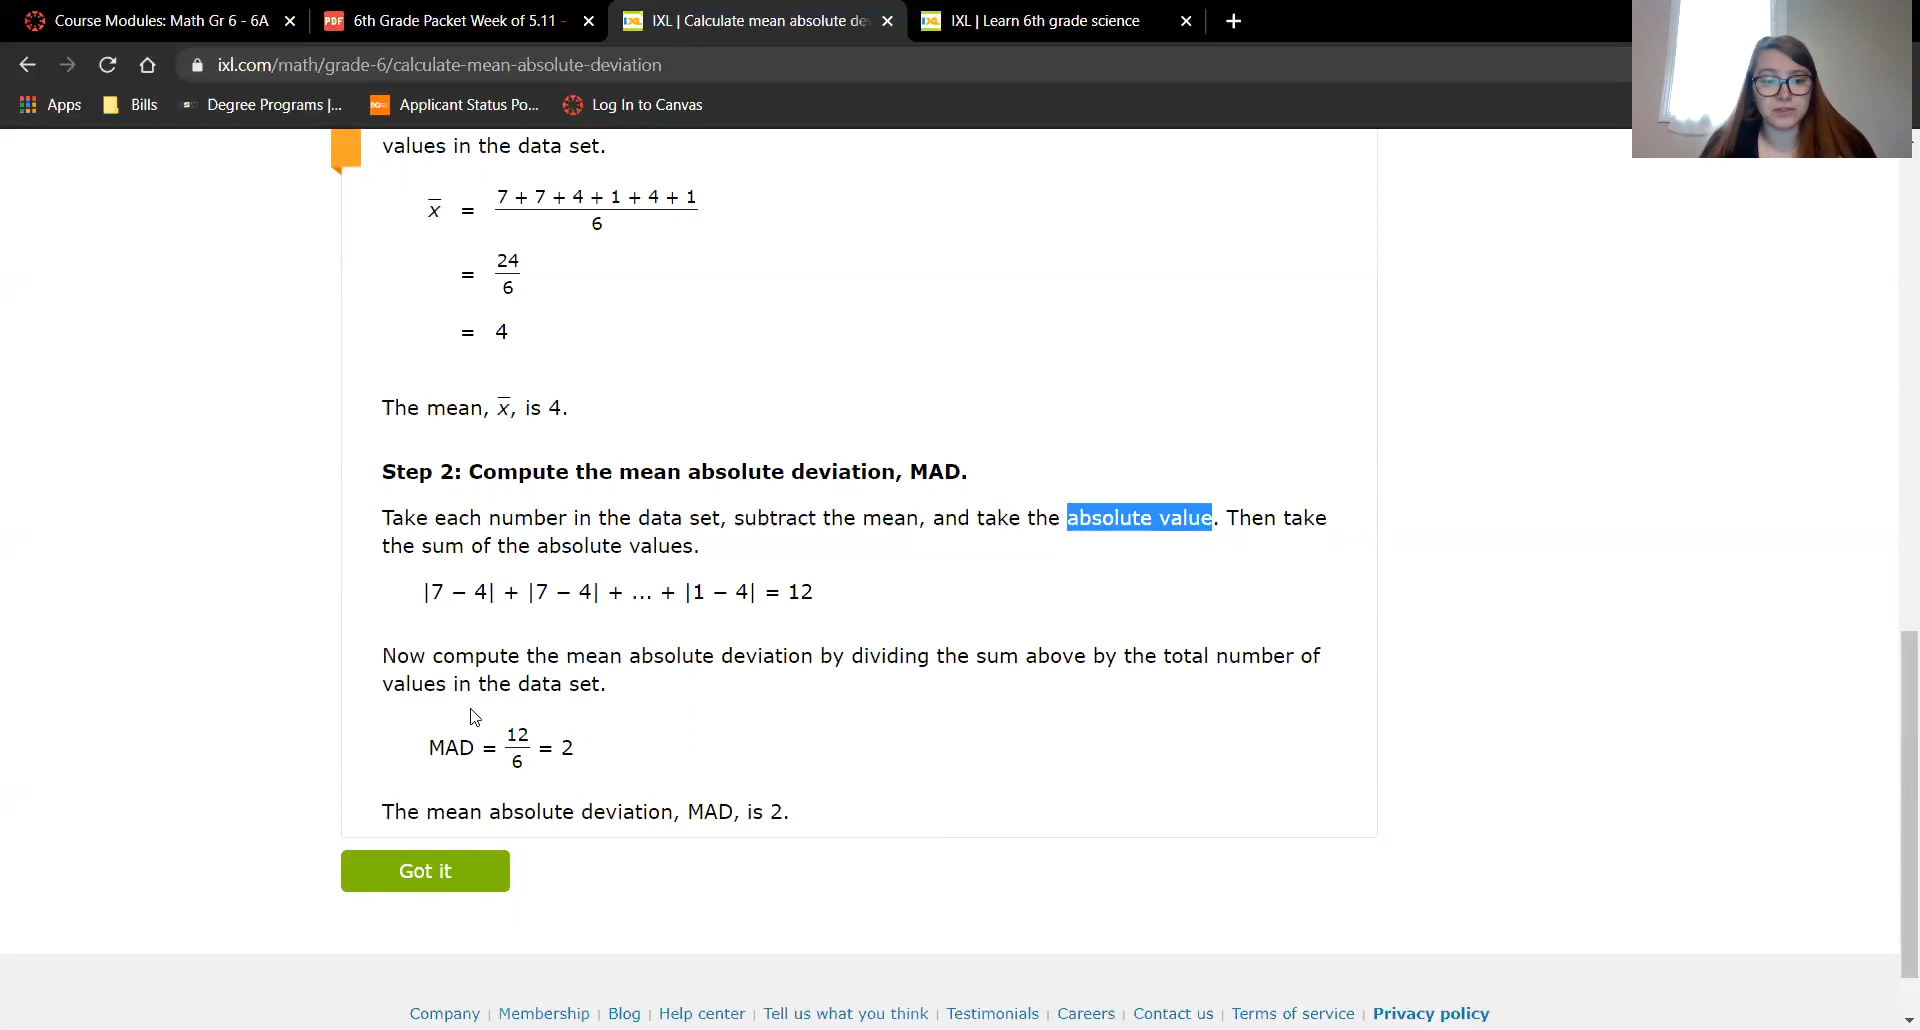 Course Modules: Math Gr 6 - 6A
PDF
6th Grade Packet Week of 5.11 -
IXL | Calculate mean absolute de
IXL | Learn 6th grade science
ixl.com/math/grade-6/calculate-mean-absolute-deviation
Apps
Bills
Degree Programs |...
Applicant Status Po...
Log In to Canvas
values in the data set.
x̅ = 7 + 7 + 4 + 1 + 4 + 1
6
= 24
6
= 4
The mean, x̅, is 4.
Step 2: Compute the mean absolute deviation, MAD.
Take each number in the data set, subtract the mean, and take the absolute value. Then take
the sum of the absolute values.
|7 − 4| + |7 − 4| + ... + |1 − 4| = 12
Now compute the mean absolute deviation by dividing the sum above by the total number of
values in the data set.
MAD = 12/6 = 2
The mean absolute deviation, MAD, is 2.
Got it
Company | Membership | Blog | Help center | Tell us what you think | Testimonials | Careers | Contact us | Terms of service | Privacy policy